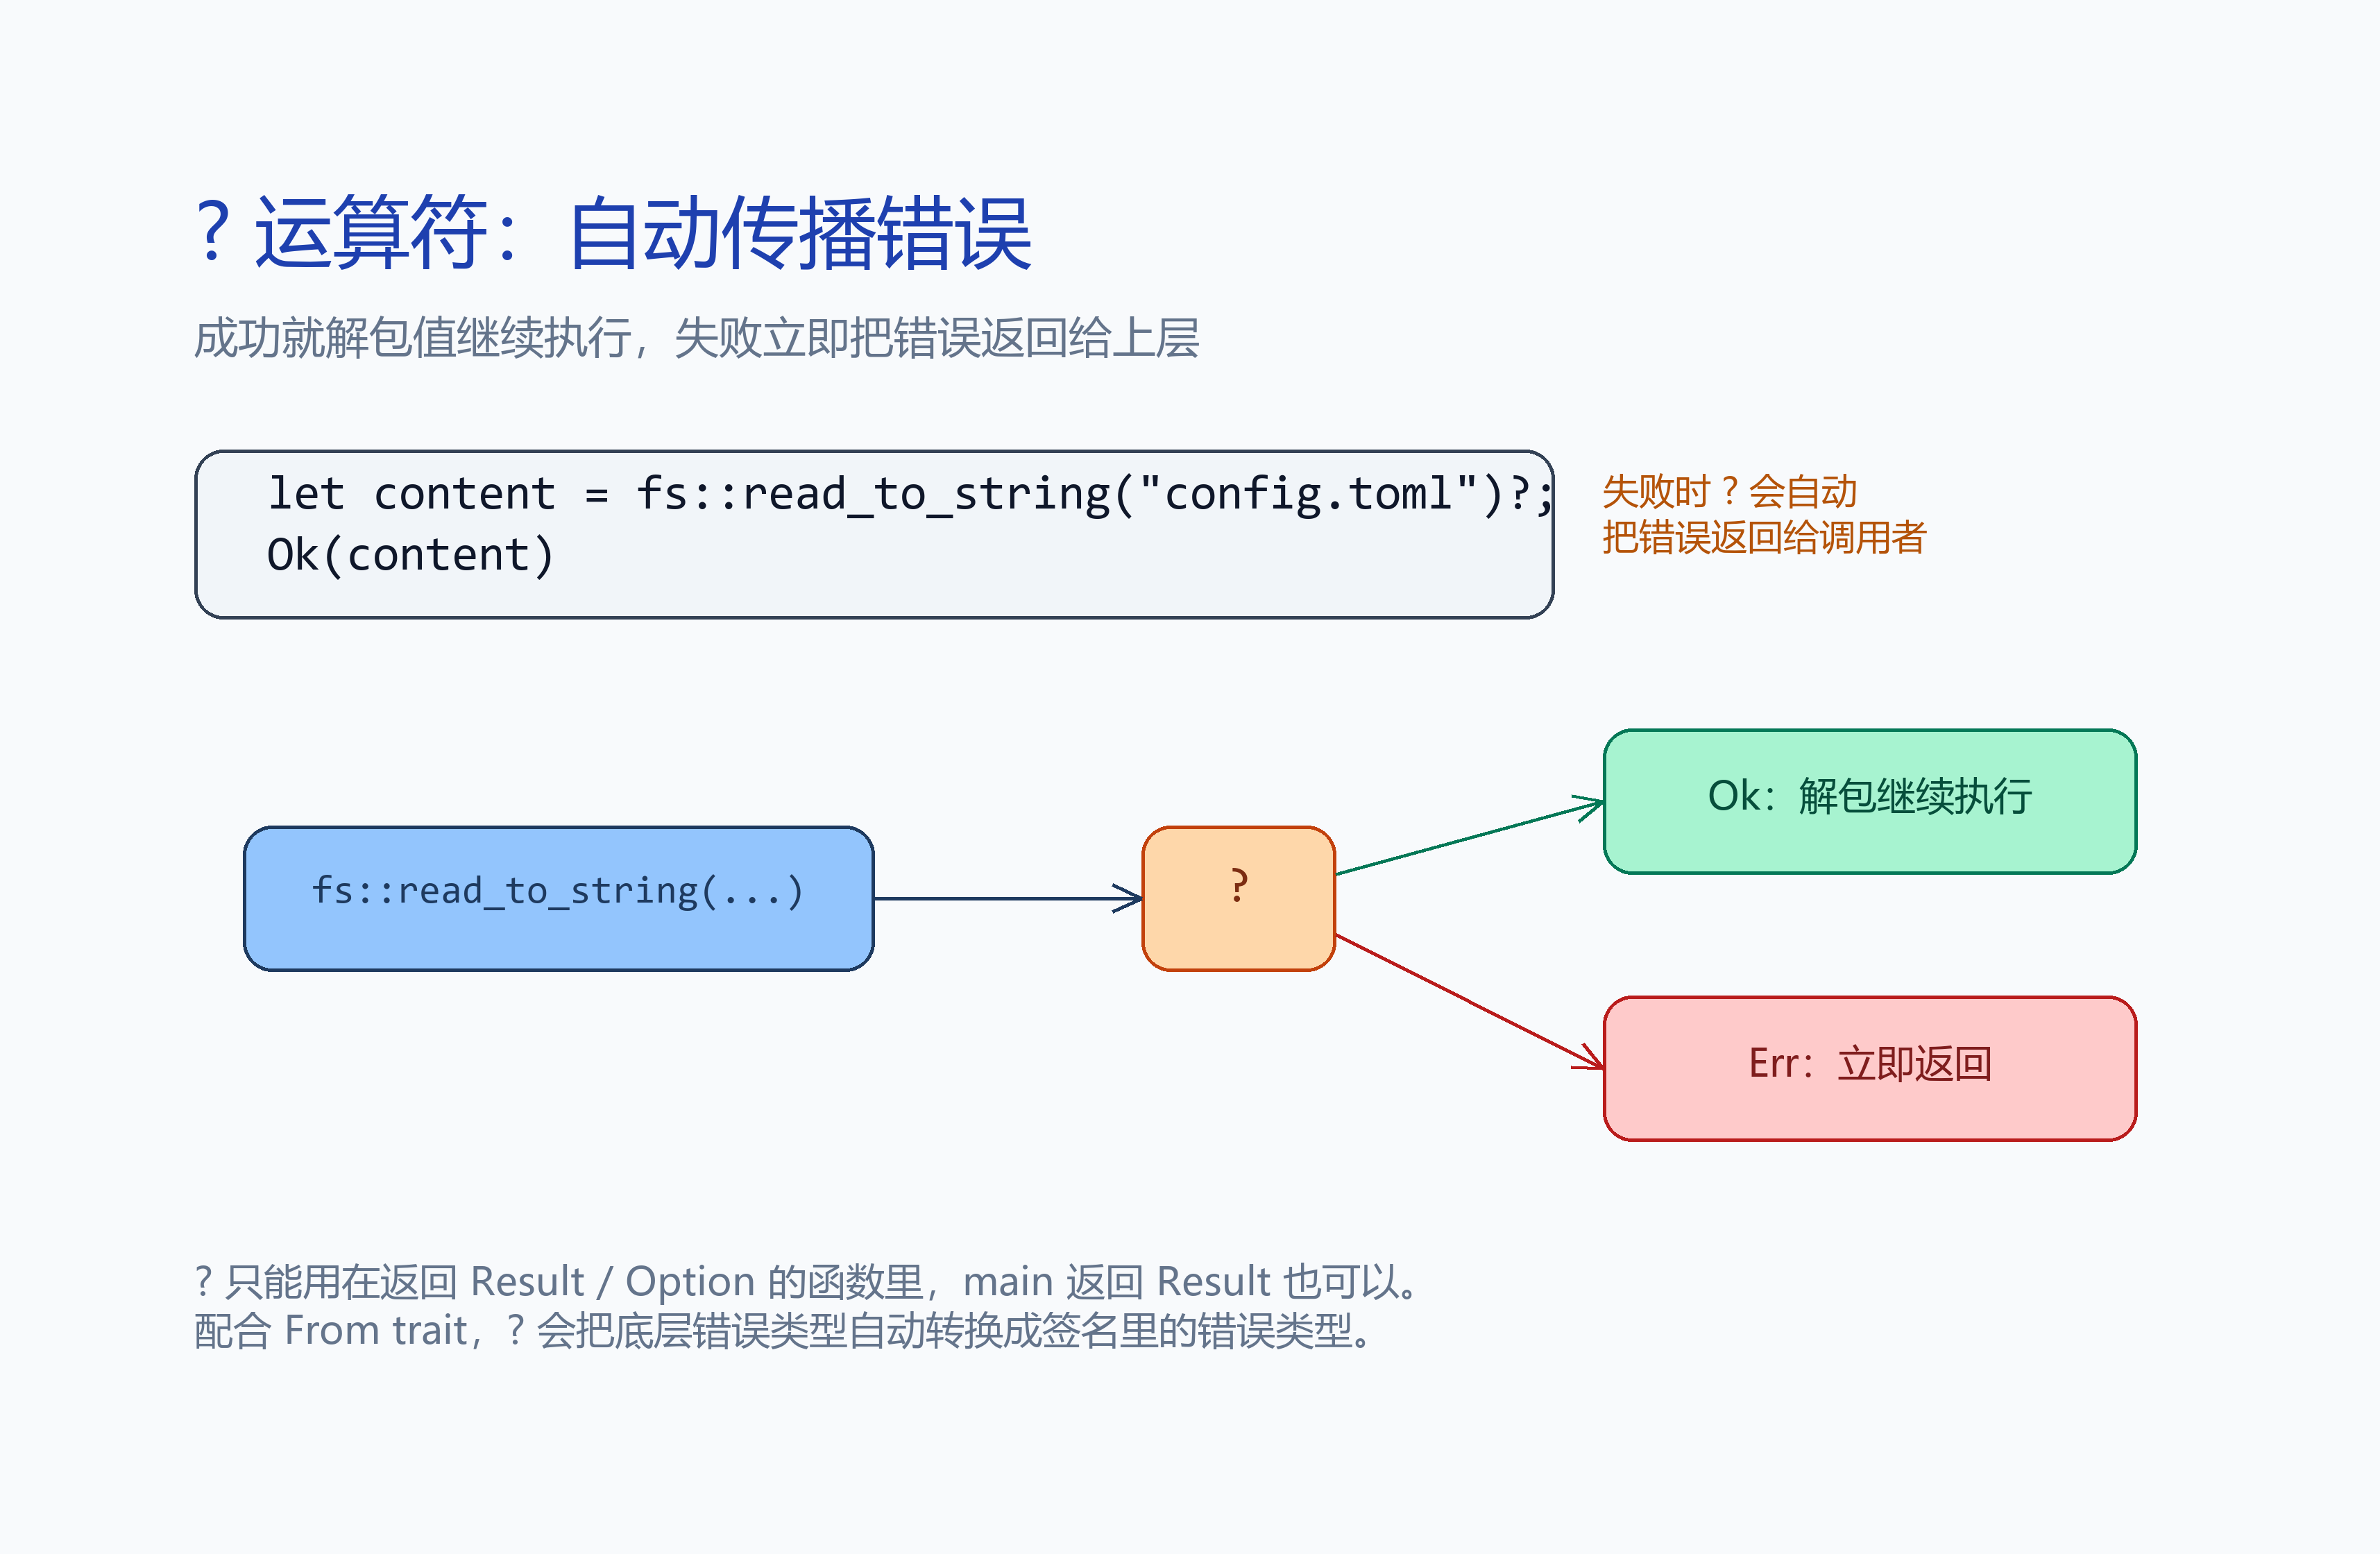 ? 运算符：自动传播错误
成功就解包值继续执行，失败立即把错误返回给上层
let content = fs::read_to_string("config.toml")?;
Ok(content)
失败时 ? 会自动
把错误返回给调用者
Ok：解包继续执行
fs::read_to_string(...)
?
Err：立即返回
? 只能用在返回 Result / Option 的函数里，main 返回 Result 也可以。
配合 From trait，? 会把底层错误类型自动转换成签名里的错误类型。